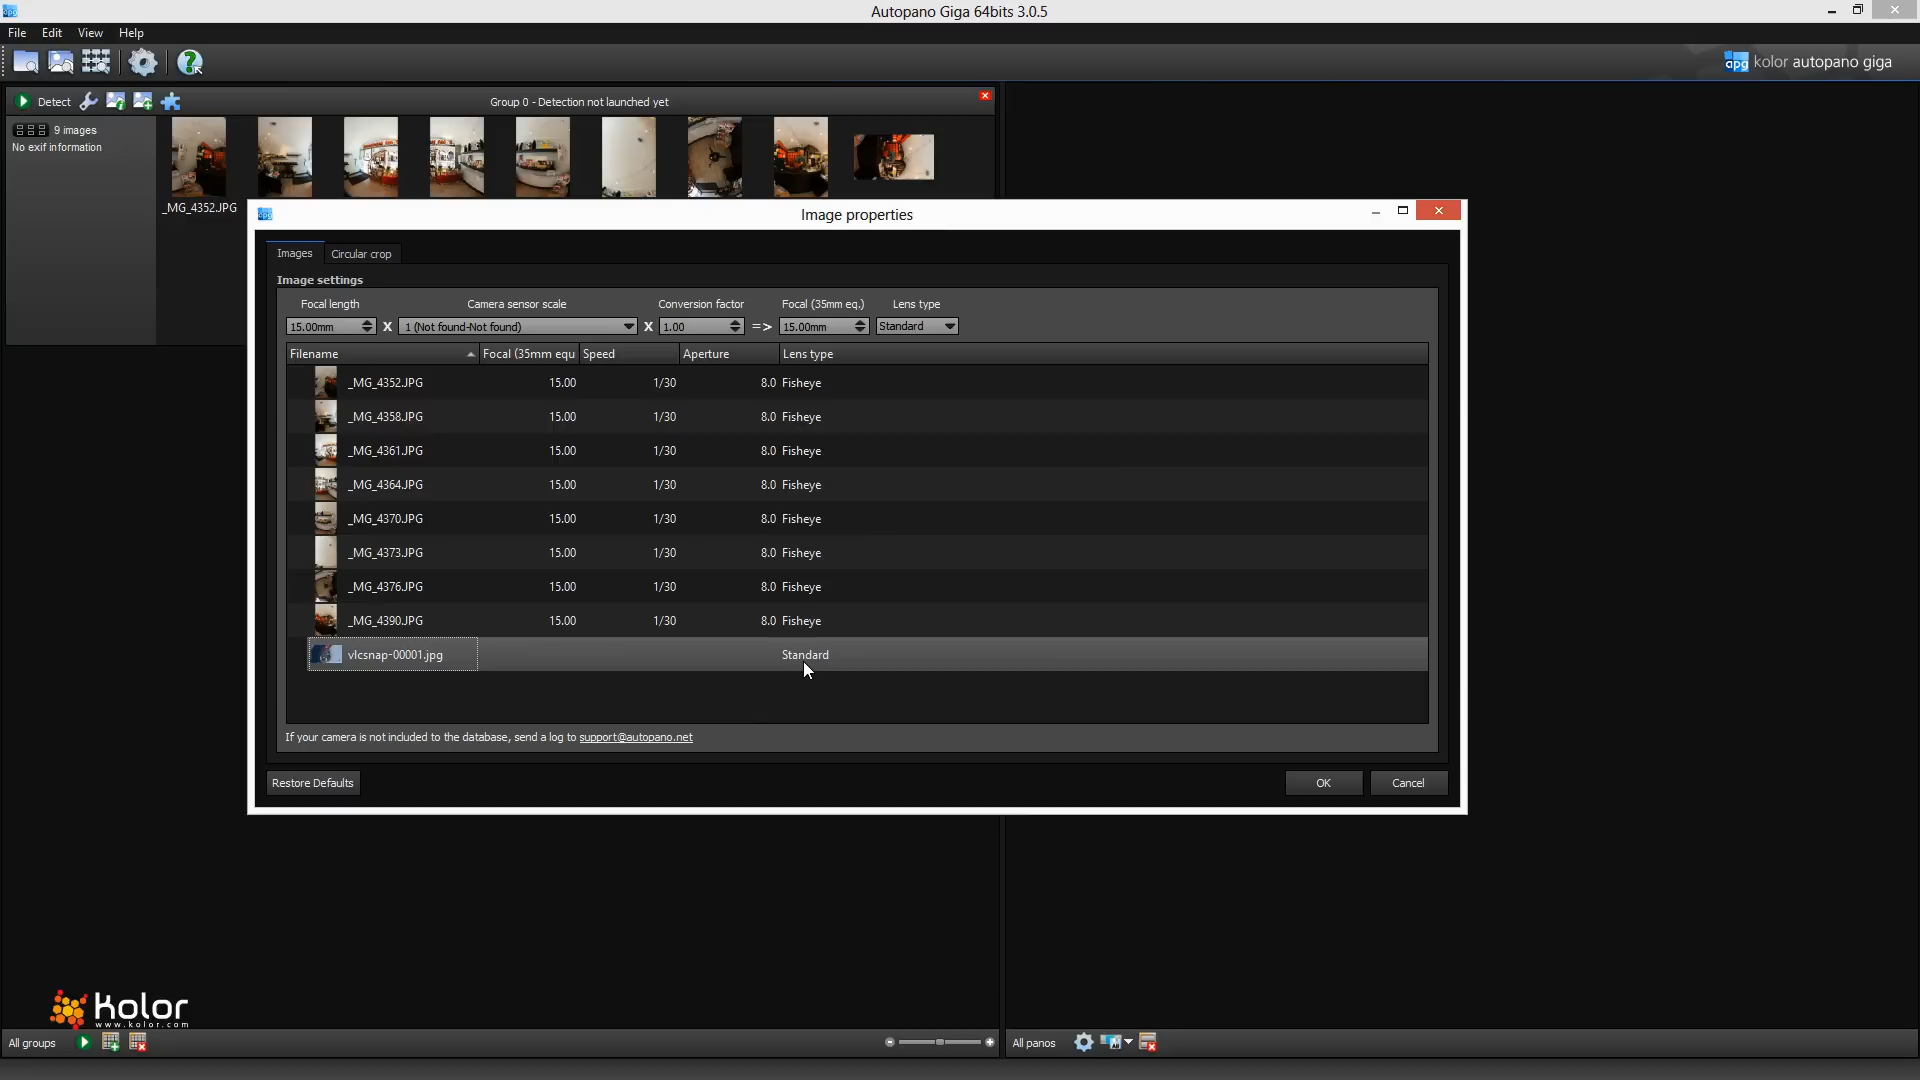 Autopano Giga 64bits 3.0.5
File Edit View Help
kolor autopano giga
Detect Group 0 - Detection not launched yet
9 images
No exif information
_MG_4352.JPG
Image properties
Images Circular crop
Image settings
Focal length Camera sensor scale Conversion factor Focal (35mm eq.) Lens type
15.00mm X 1 (Not found-Not found) X 1.00 => 15.00mm Standard
Filename Focal (35mm equ Speed Aperture Lens type
_MG_4352.JPG 15.00 1/30 8.0 Fisheye
_MG_4358.JPG 15.00 1/30 8.0 Fisheye
_MG_4361.JPG 15.00 1/30 8.0 Fisheye
_MG_4364.JPG 15.00 1/30 8.0 Fisheye
_MG_4370.JPG 15.00 1/30 8.0 Fisheye
_MG_4373.JPG 15.00 1/30 8.0 Fisheye
_MG_4376.JPG 15.00 1/30 8.0 Fisheye
_MG_4390.JPG 15.00 1/30 8.0 Fisheye
vlcsnap-00001.jpg Standard
If your camera is not included to the database, send a log to support@autopano.net
Restore Defaults OK Cancel
kolor
www.kolor.com
All groups All panos